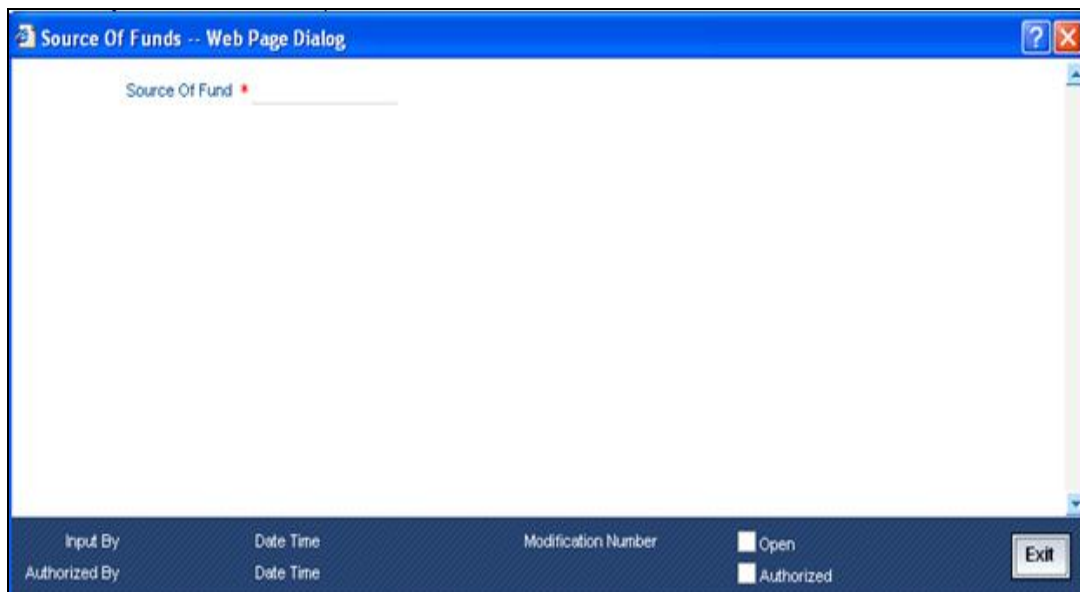 Source Of Funds -- Web Page Dialog
Source Of Fund *
Input By Date Time Modification Number Open
Authorized By Date Time Authorized
Exit